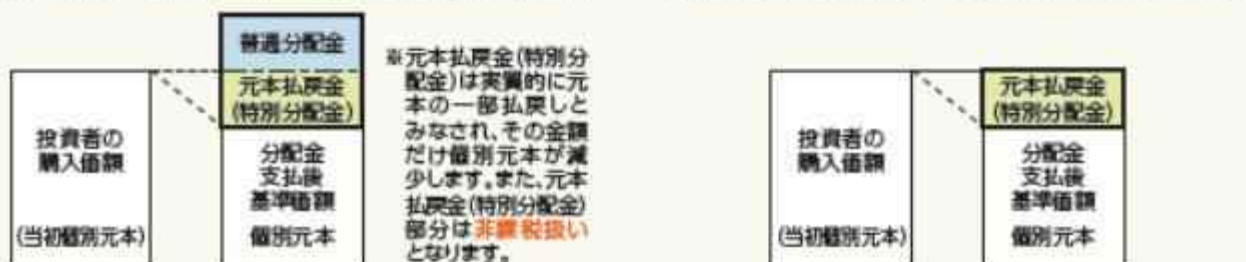 普通分配金
元本払戻金
(特別分配金)
投資者の
購入価額
(当初個別元本)
分配金
支払後
基準価額
個別元本
※元本払戻金(特別分
配金)は実質的に元
本の一部払戻しと
みなされ、その金額
だけ個別元本が減
少します。また、元本
払戻金(特別分配金)
部分は非課税扱い
となります。
元本払戻金
(特別分配金)
投資者の
購入価額
(当初個別元本)
分配金
支払後
基準価額
個別元本